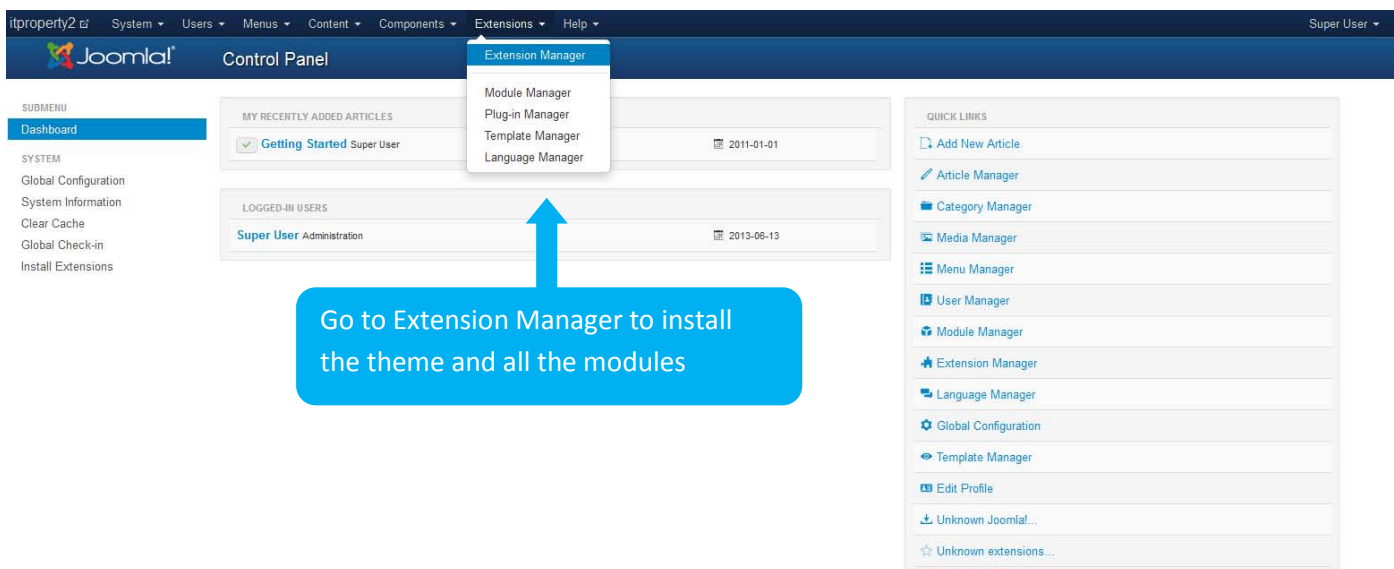 itproperty2 System Users Menus Content Components Extensions Help Super User
Joomla!® Control Panel
Extension Manager
Module Manager
Plug-in Manager
Template Manager
Language Manager
SUBMENU
Dashboard
SYSTEM
Global Configuration
System Information
Clear Cache
Global Check-in
Install Extensions
MY RECENTLY ADDED ARTICLES
Getting Started Super User 2011-01-01
LOGGED-IN USERS
Super User Administration 2013-06-13
Go to Extension Manager to install
the theme and all the modules
QUICK LINKS
Add New Article
Article Manager
Category Manager
Media Manager
Menu Manager
User Manager
Module Manager
Extension Manager
Language Manager
Global Configuration
Template Manager
Edit Profile
Unknown Joomla!...
Unknown extensions...